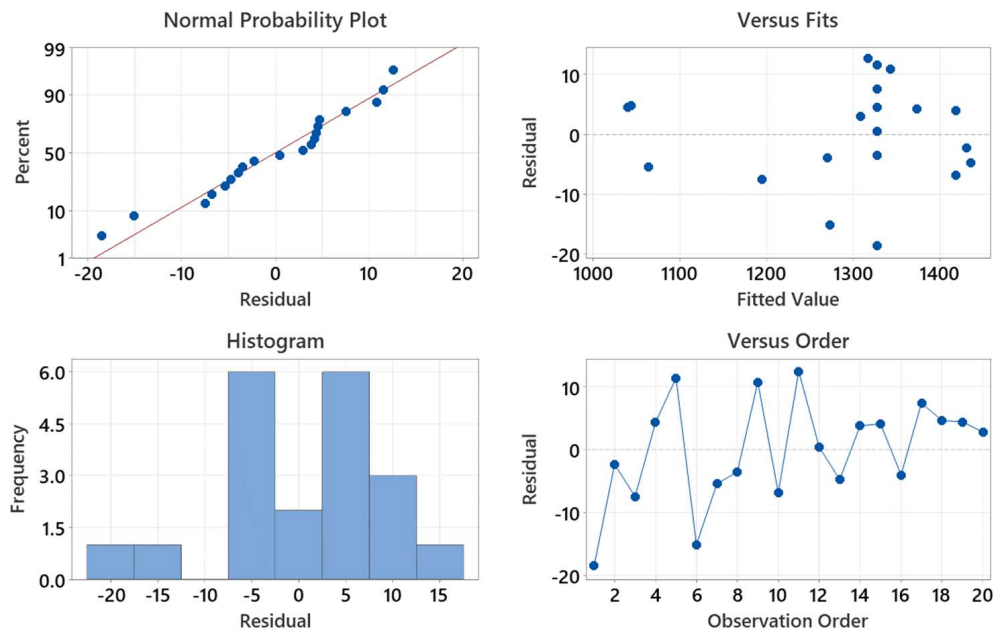 Normal Probability Plot
99
90
50
10
1
Percent
-20 -10 0 10 20
Residual
Versus Fits
10
0
-10
-20
Residual
1000 1100 1200 1300 1400
Fitted Value
Histogram
6.0
4.5
3.0
1.5
0.0
Frequency
-20 -15 -10 -5 0 5 10 15
Residual
Versus Order
10
0
-10
-20
Residual
2 4 6 8 10 12 14 16 18 20
Observation Order